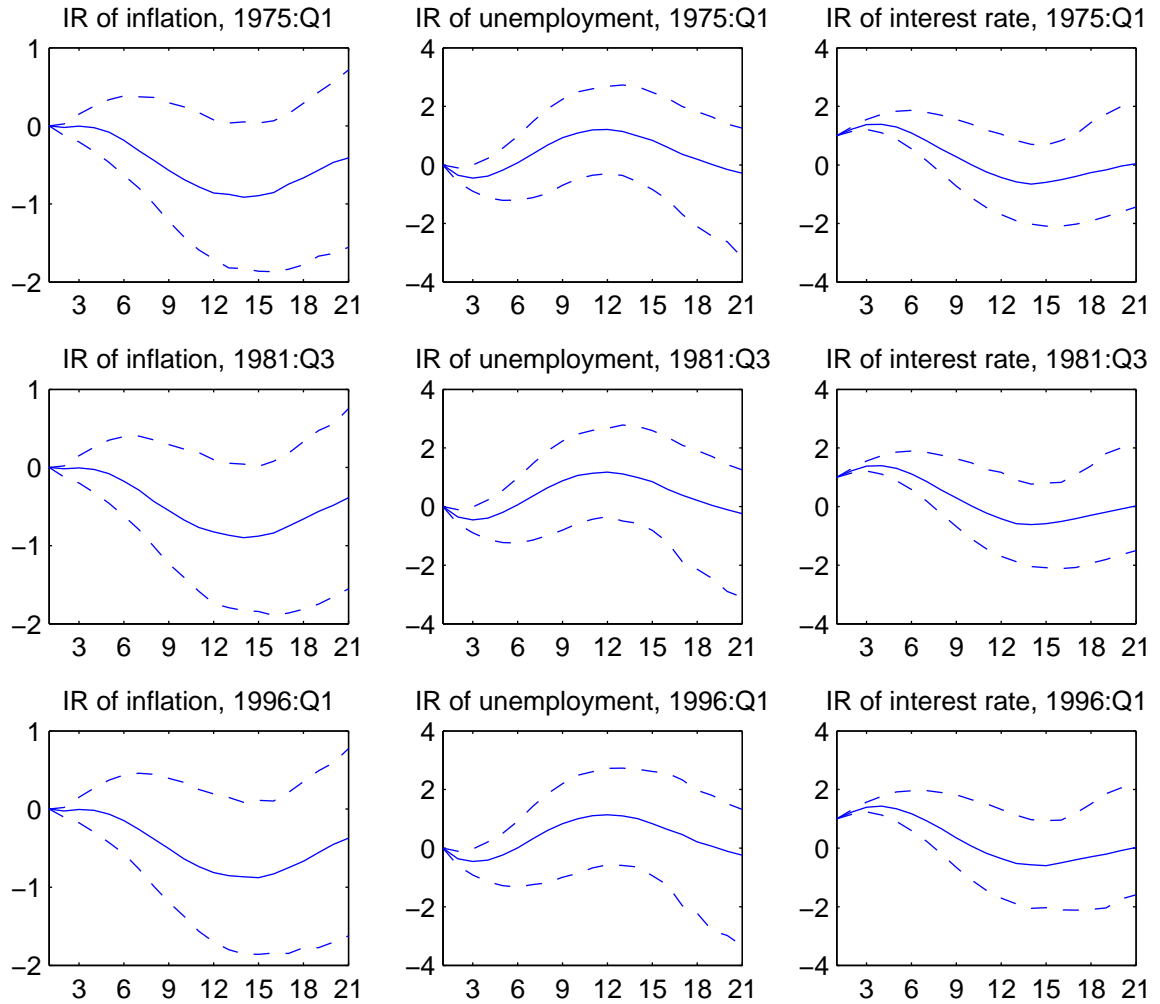 IR of inflation, 1975:Q1
1
0
−1
−2
3 6 9 12 15 18 21
IR of unemployment, 1975:Q1
4
2
0
−2
−4
3 6 9 12 15 18 21
IR of interest rate, 1975:Q1
4
2
0
−2
−4
3 6 9 12 15 18 21
IR of inflation, 1981:Q3
1
0
−1
−2
3 6 9 12 15 18 21
IR of unemployment, 1981:Q3
4
2
0
−2
−4
3 6 9 12 15 18 21
IR of interest rate, 1981:Q3
4
2
0
−2
−4
3 6 9 12 15 18 21
IR of inflation, 1996:Q1
1
0
−1
−2
3 6 9 12 15 18 21
IR of unemployment, 1996:Q1
4
2
0
−2
−4
3 6 9 12 15 18 21
IR of interest rate, 1996:Q1
4
2
0
−2
−4
3 6 9 12 15 18 21